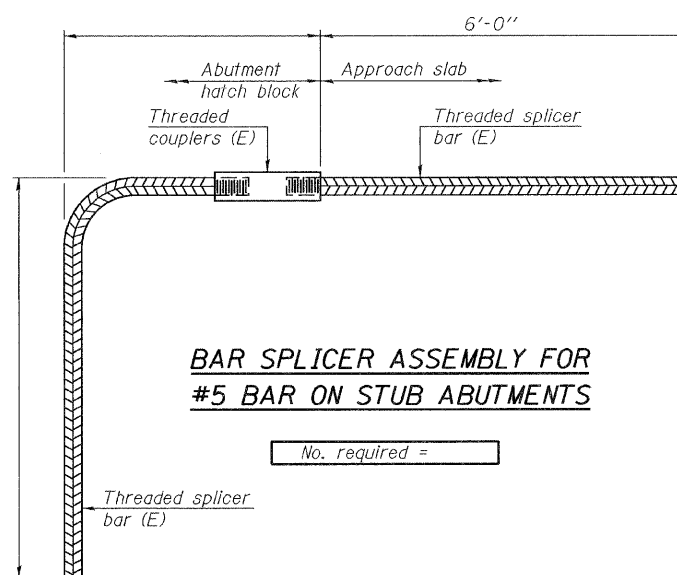 6'-0"
Abutment
hatch block
Approach slab
Threaded
couplers (E)
Threaded splicer
bar (E)
BAR SPLICER ASSEMBLY FOR
#5 BAR ON STUB ABUTMENTS
No. required =
Threaded splicer
bar (E)